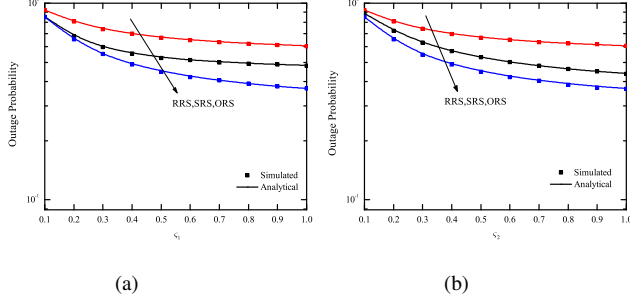 10⁰
10⁰
Outage Probability
Outage Probability
RRS,SRS,ORS
RRS,SRS,ORS
Simulated
Analytical
Simulated
Analytical
10⁻¹
10⁻¹
0.1 0.2 0.3 0.4 0.5 0.6 0.7 0.8 0.9 1.0
0.1 0.2 0.3 0.4 0.5 0.6 0.7 0.8 0.9 1.0
ς₁
ς₂
(a)
(b)